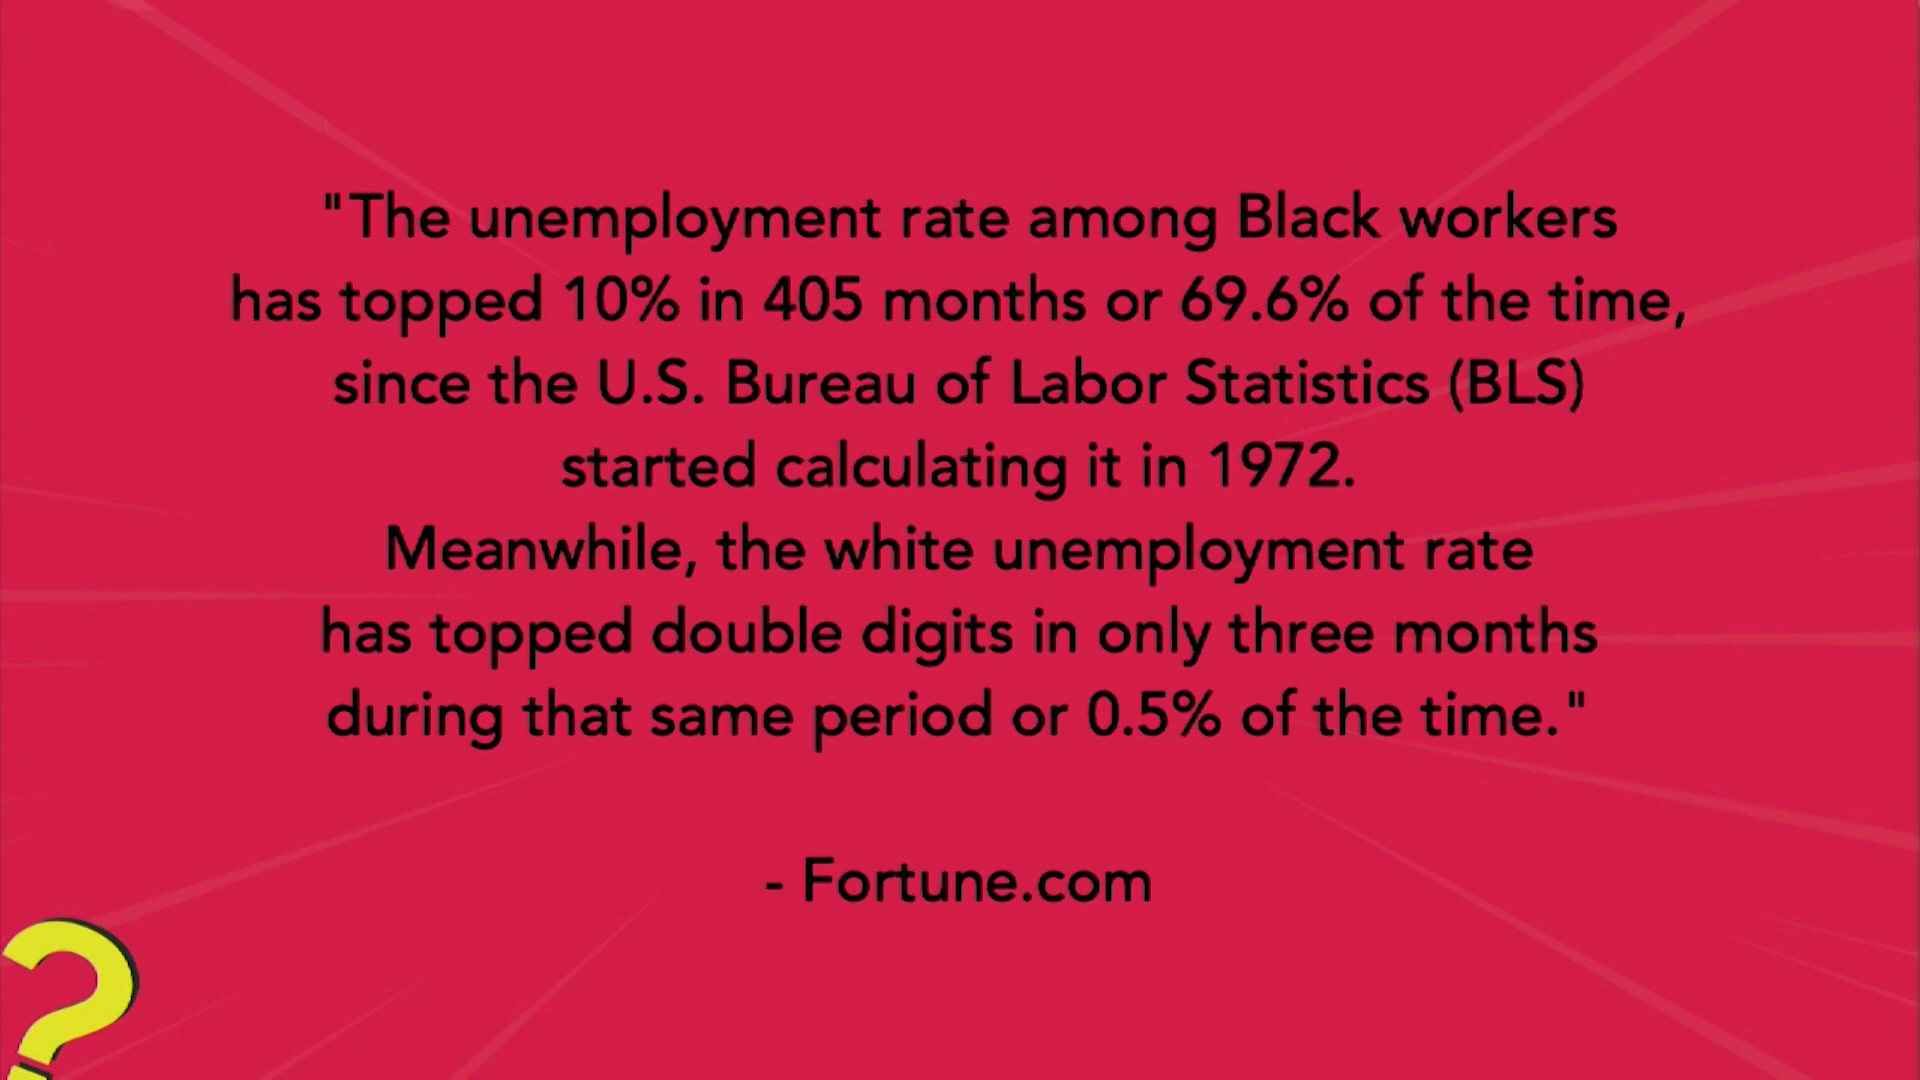 "The unemployment rate among Black workers
has topped 10% in 405 months or 69.6% of the time,
since the U.S. Bureau of Labor Statistics (BLS)
started calculating it in 1972.
Meanwhile, the white unemployment rate
has topped double digits in only three months
during that same period or 0.5% of the time."
- Fortune.com
?